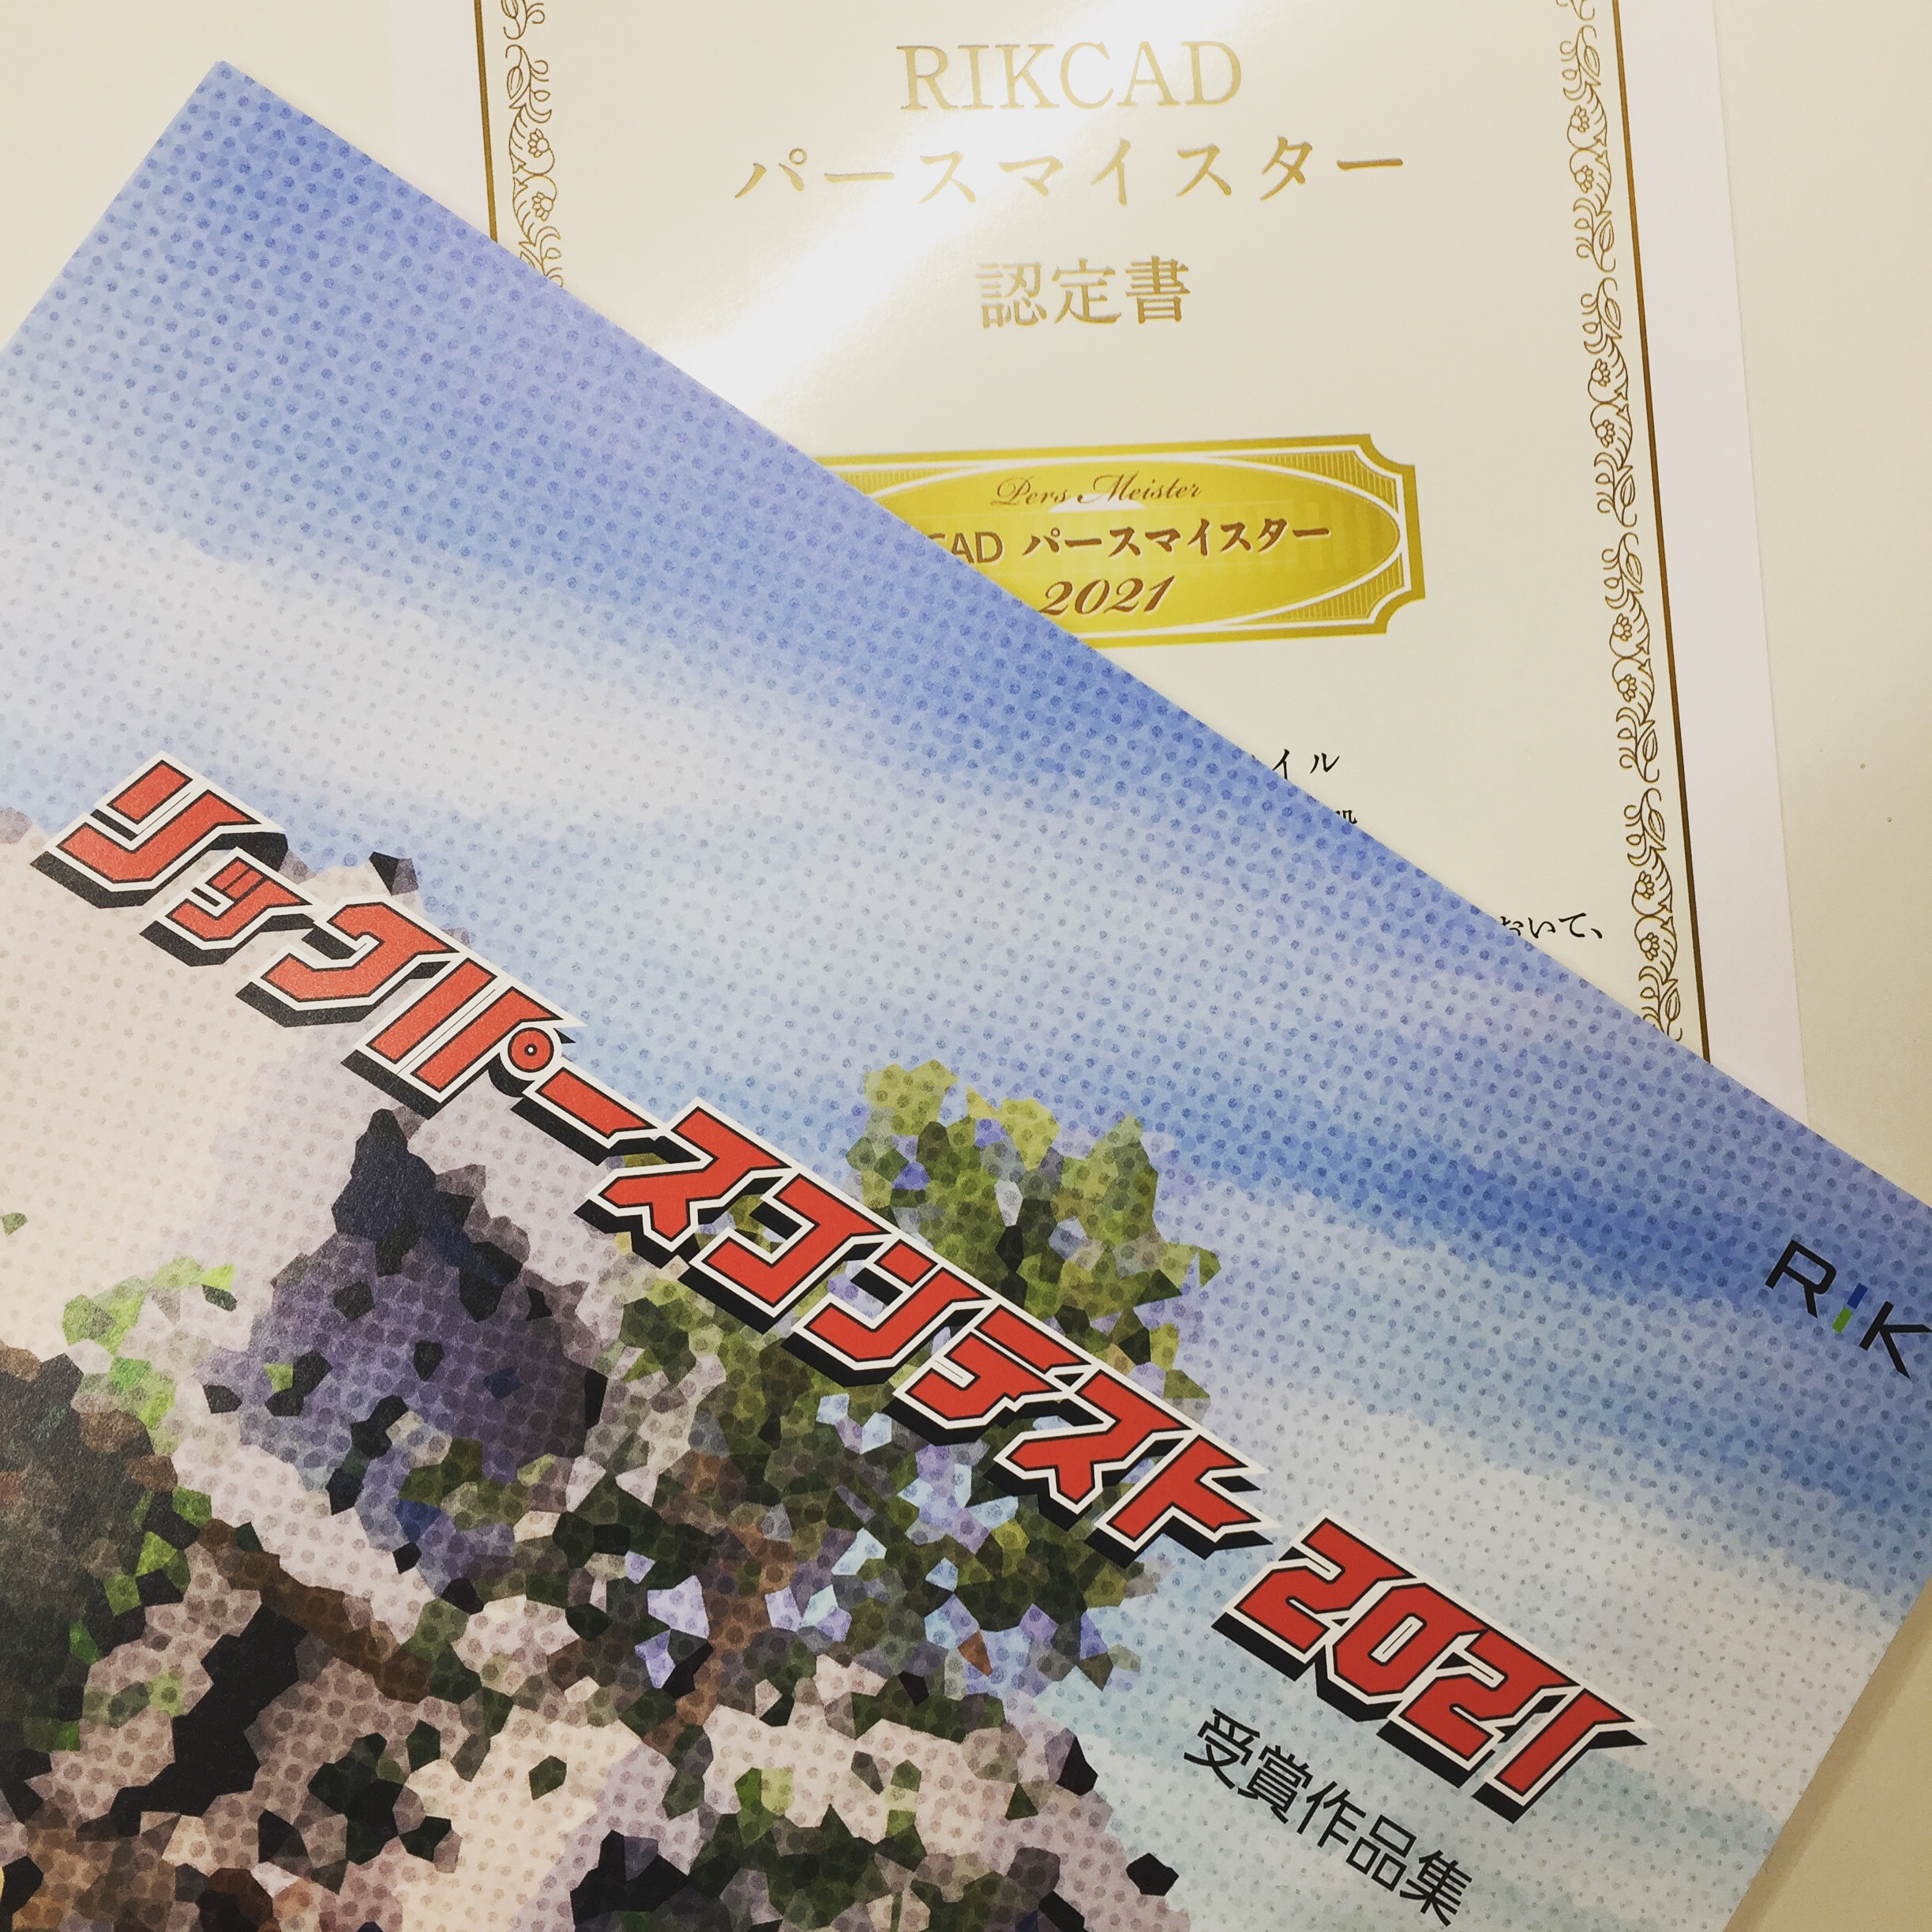 RIKCAD
パースマイスター
認定書
Pers Meister
CAD パースマイスター
2021
イル
おいて、
RIK
リックパースコンテスト 2021
受賞作品集